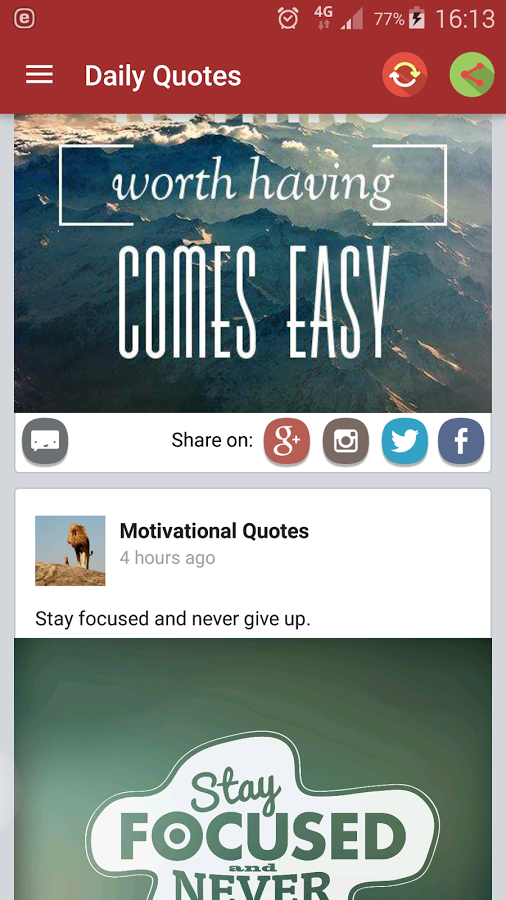 4G 77% 16:13
Daily Quotes
worth having
COMES EASY
Share on: g+ f
Motivational Quotes
4 hours ago
Stay focused and never give up.
Stay
FOCUSED
and
NEVER